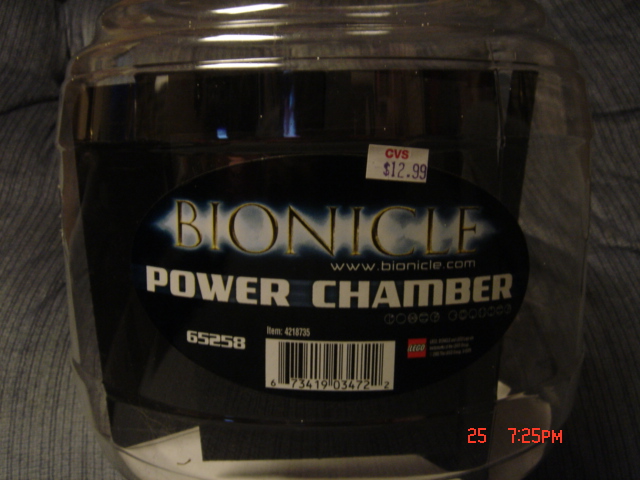 CVS
$12.99
BIONICLE
www.bionicle.com
POWER CHAMBER
65258
Item: 4218735
LEGO
6 73419 03472 2
25 7:25PM